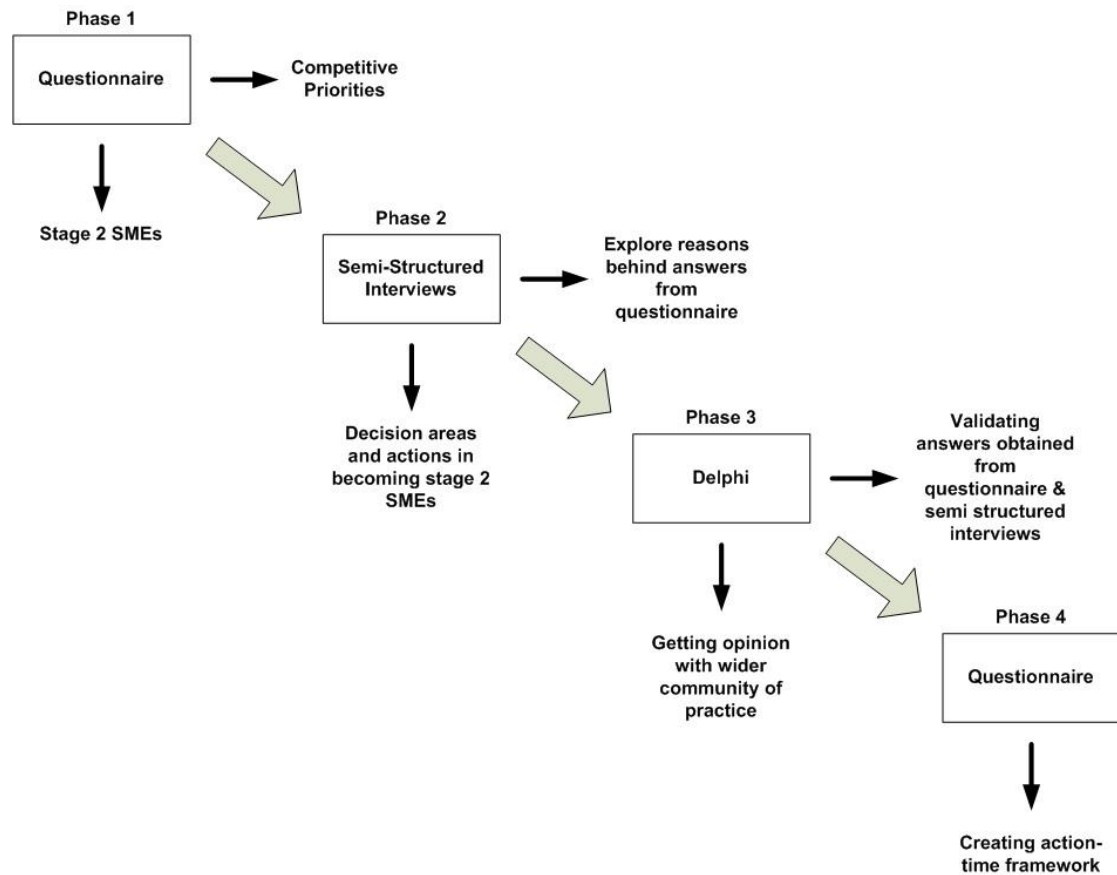 Phase 1
Questionnaire
Competitive
Priorities
Stage 2 SMEs
Phase 2
Semi-Structured
Interviews
Explore reasons
behind answers
from
questionnaire
Decision areas
and actions in
becoming stage 2
SMEs
Phase 3
Delphi
Validating
answers obtained
from
questionnaire &
semi structured
interviews
Getting opinion
with wider
community of
practice
Phase 4
Questionnaire
Creating action-
time framework